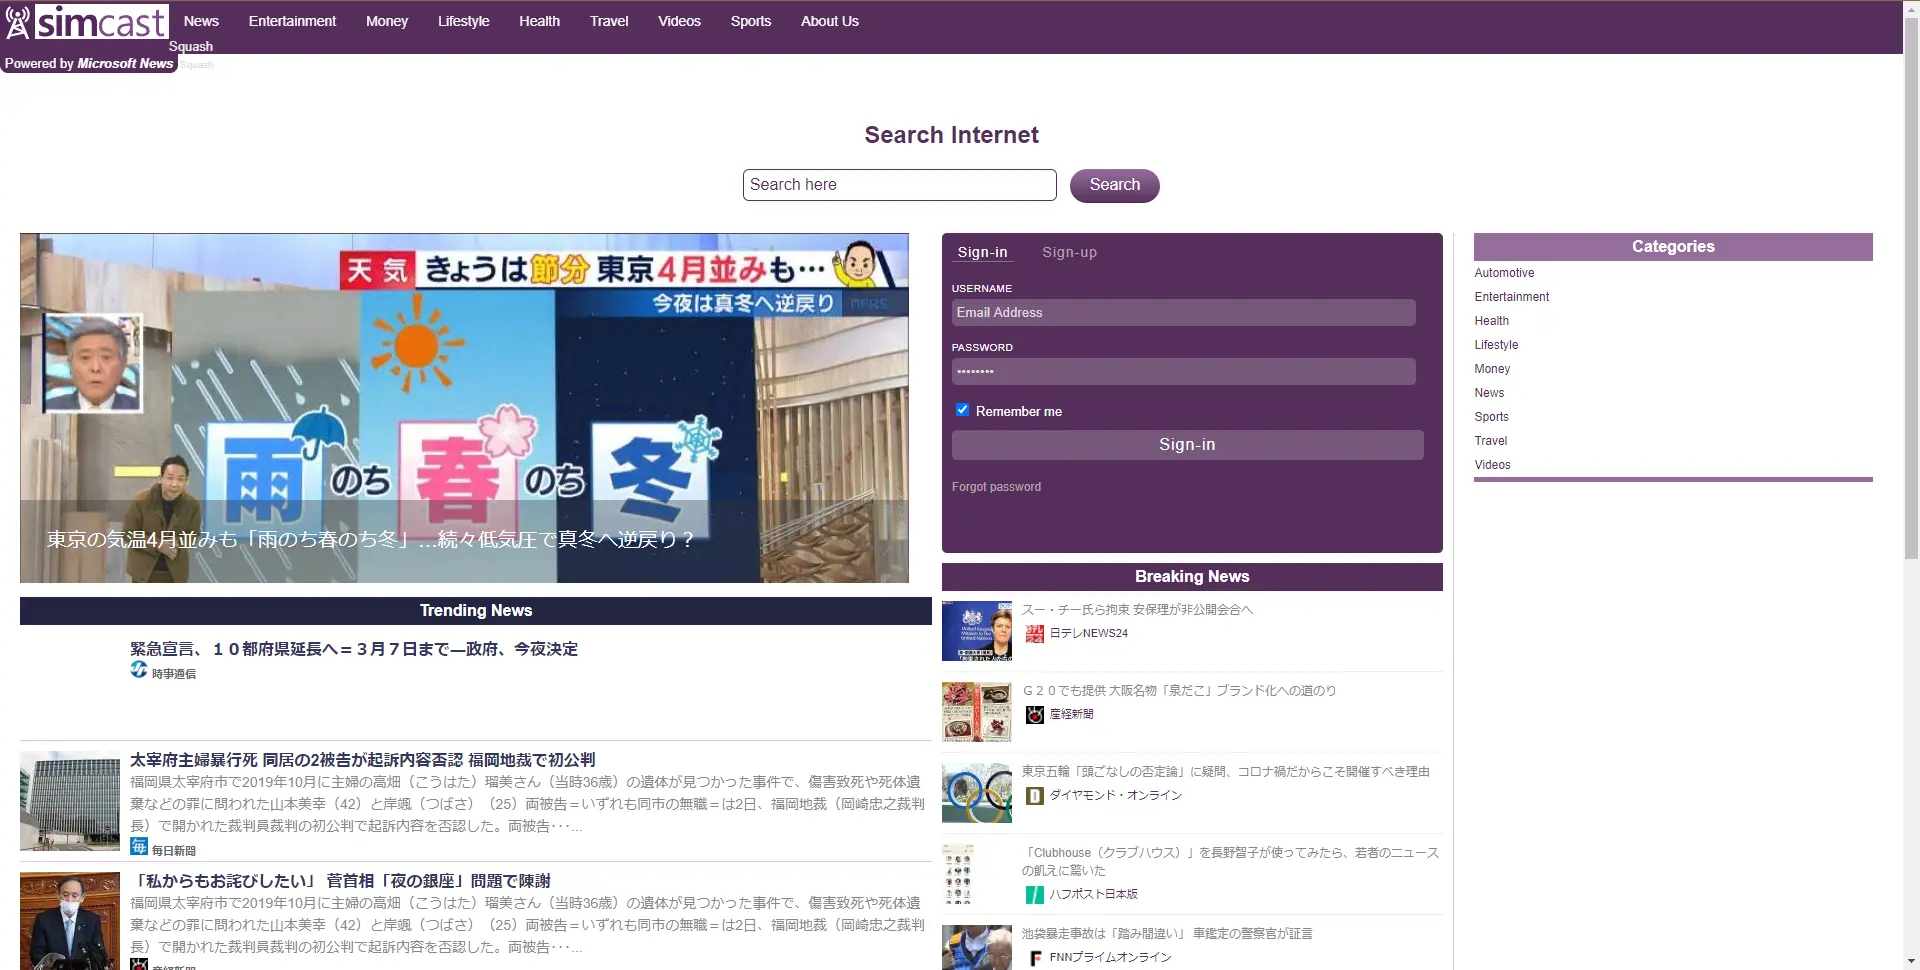 simcast
News Entertainment Money Lifestyle Health Travel Videos Sports About Us
Squash
Powered by Microsoft News
Squash
Search Internet
Search here Search
天気 きょうは節分 東京4月並みも…
今夜は真冬へ逆戻り
NEWS
雨のち春のち冬
東京の気温4月並みも「雨のち春のち冬」...続々低気圧で真冬へ逆戻り？
Trending News
緊急宣言、１０都府県延長へ＝３月７日まで―政府、今夜決定
時事通信
太宰府主婦暴行死 同居の2被告が起訴内容否認 福岡地裁で初公判
福岡県太宰府市で2019年10月に主婦の高畑（こうはた）瑠美さん（当時36歳）の遺体が見つかった事件で、傷害致死や死体遺
棄などの罪に問われた山本美幸（42）と岸颯（つばさ）（25）両被告＝いずれも同市の無職＝は2日、福岡地裁（岡崎忠之裁判
長）で開かれた裁判員裁判の初公判で起訴内容を否認した。両被告･･･...
毎 毎日新聞
「私からもお詫びしたい」 菅首相「夜の銀座」問題で陳謝
福岡県太宰府市で2019年10月に主婦の高畑（こうはた）瑠美さん（当時36歳）の遺体が見つかった事件で、傷害致死や死体遺
棄などの罪に問われた山本美幸（42）と岸颯（つばさ）（25）両被告＝いずれも同市の無職＝は2日、福岡地裁（岡崎忠之裁判
長）で開かれた裁判員裁判の初公判で起訴内容を否認した。両被告･･･...
産経新聞
Sign-in Sign-up
USERNAME
Email Address
PASSWORD
••••••••
Remember me
Sign-in
Forgot password
Breaking News
スー・チー氏ら拘束 安保理が非公開会合へ
日テレNEWS24
Ｇ２０でも提供 大阪名物「泉だこ」ブランド化への道のり
産経新聞
東京五輪「頭ごなしの否定論」に疑問、コロナ禍だからこそ開催すべき理由
D ダイヤモンド・オンライン
「Clubhouse（クラブハウス）」を長野智子が使ってみたら、若者のニュース
の飢えに驚いた
ハフポスト日本版
池袋暴走事故は「踏み間違い」 車鑑定の警察官が証言
F FNNプライムオンライン
Categories
Automotive
Entertainment
Health
Lifestyle
Money
News
Sports
Travel
Videos